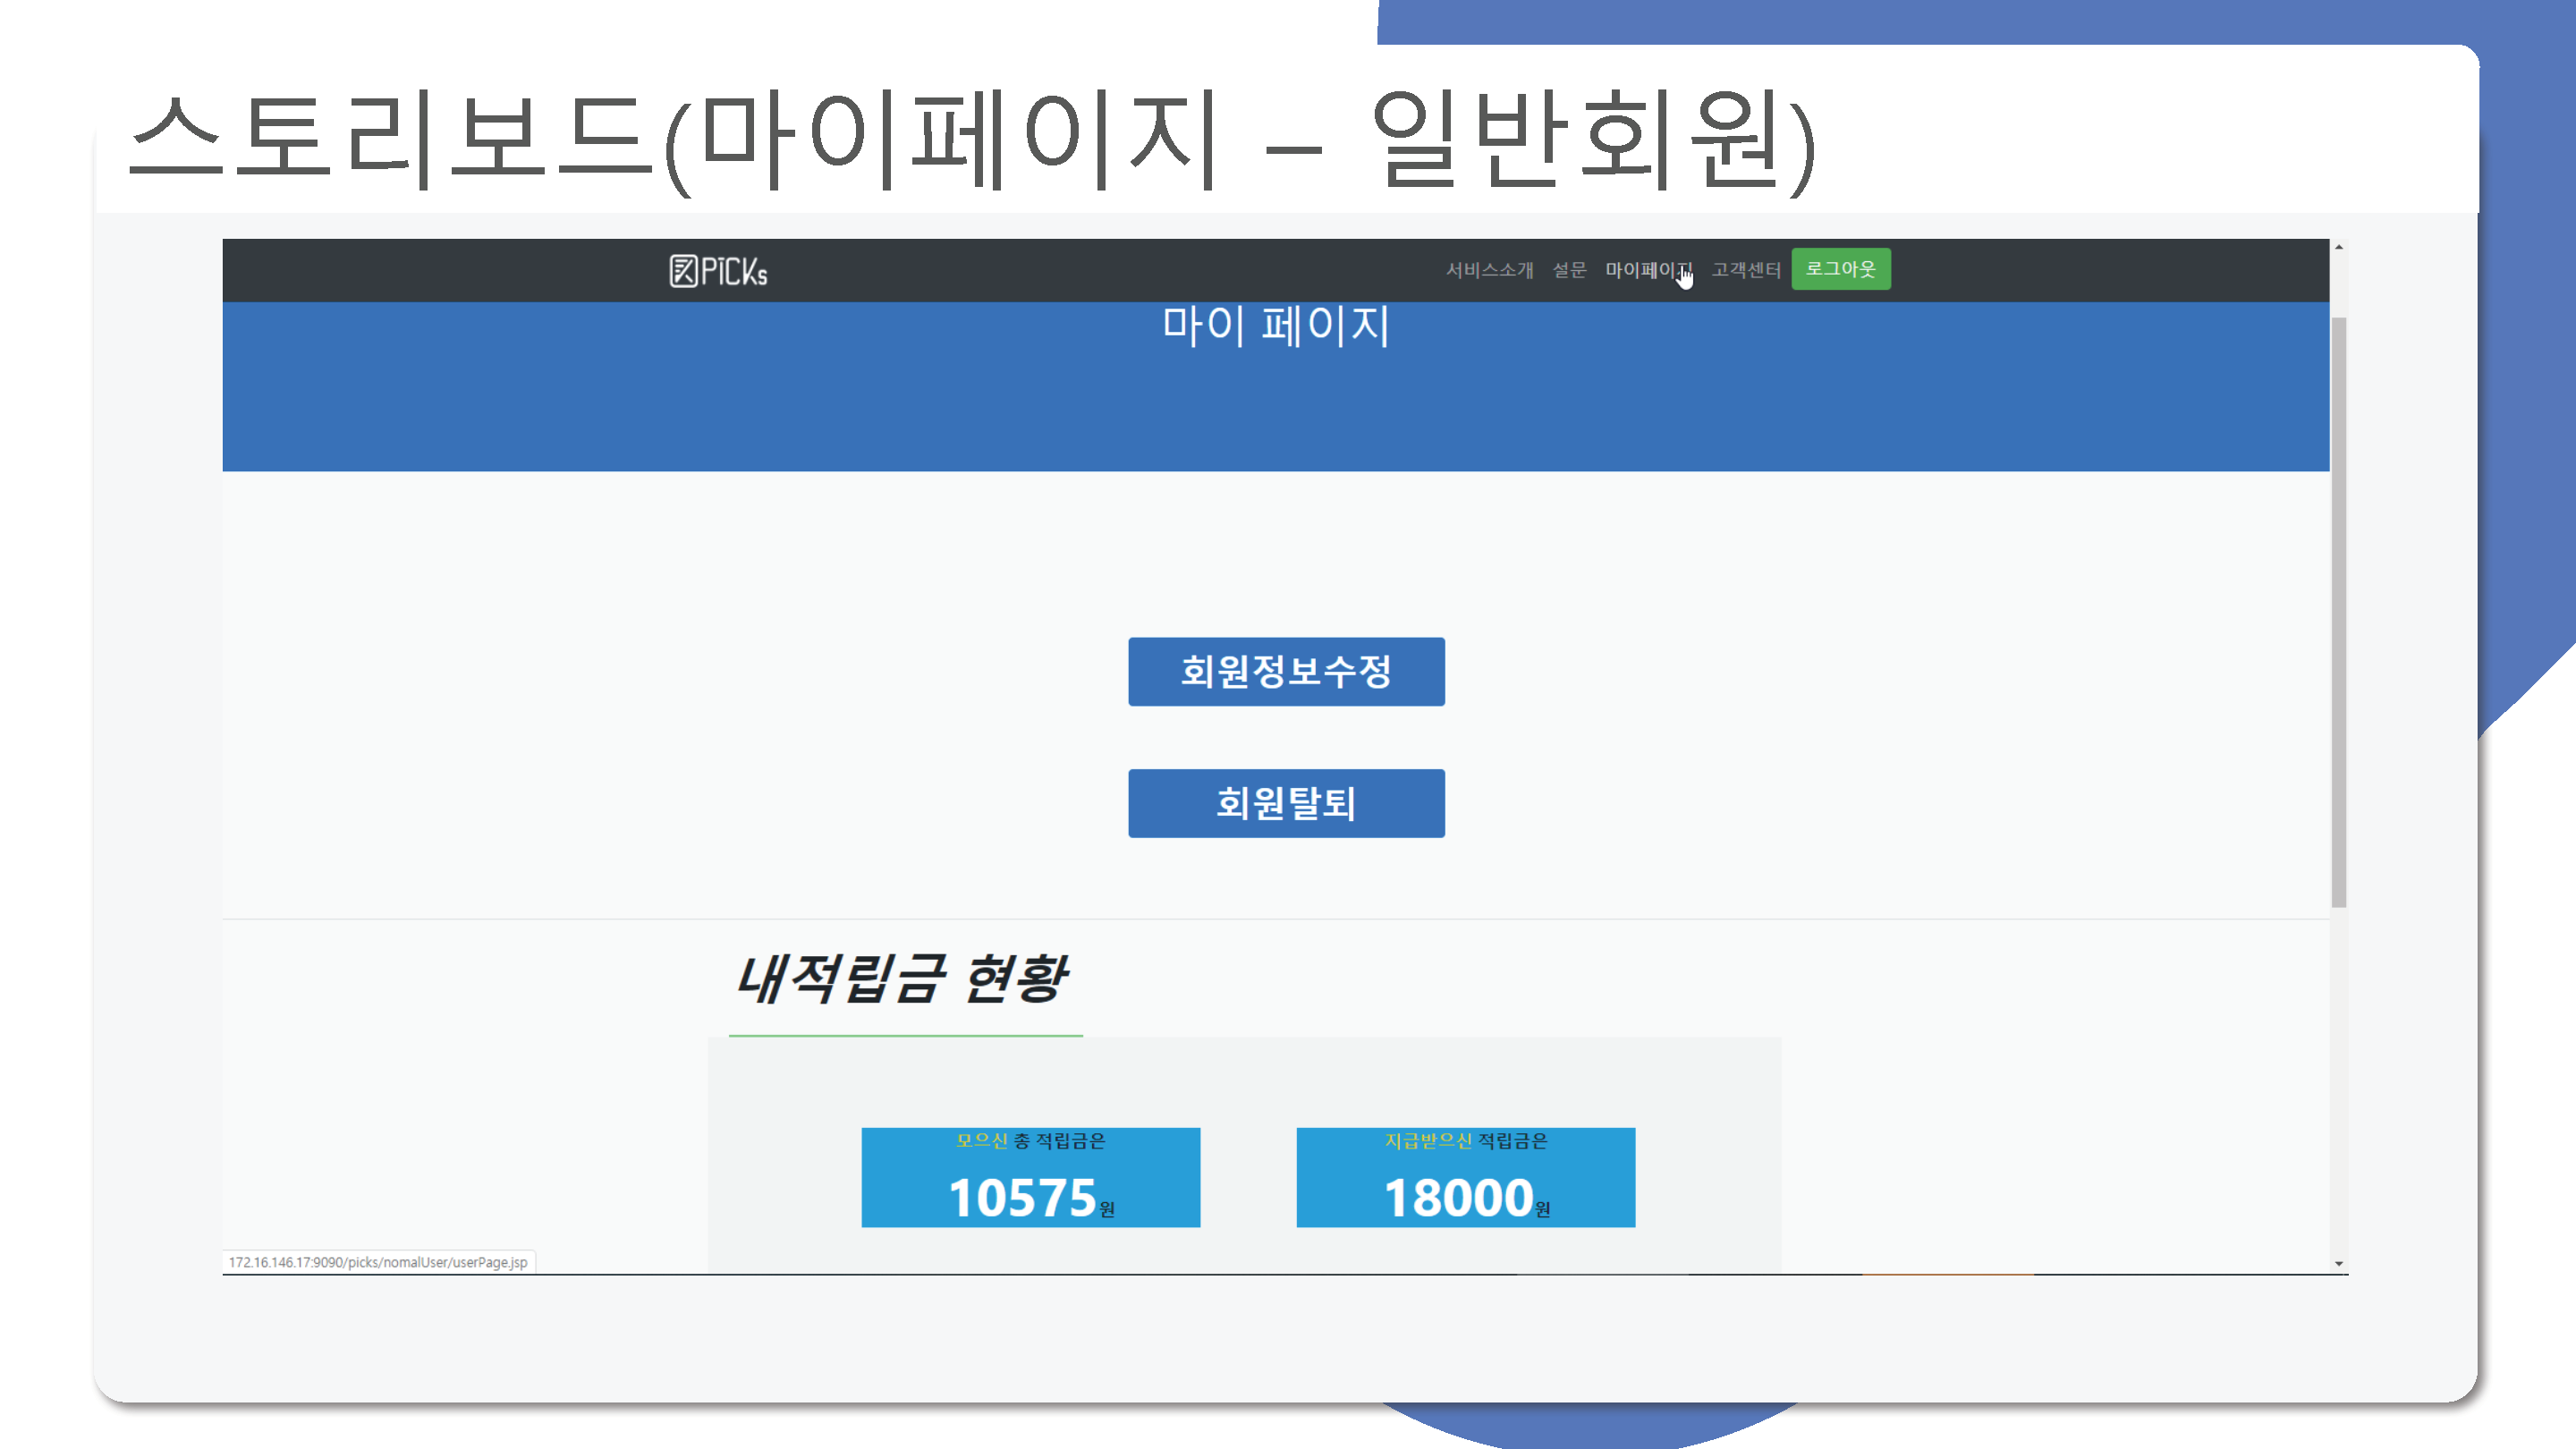 스토리보드(마이페이지 – 일반회원)
PiCKs 서비스소개 설문 마이페이지 고객센터 로그아웃
마이 페이지
회원정보수정
회원탈퇴
내적립금 현황
모으신 총 적립금은
10575원
지급받으신 적립금은
18000원
172.16.146.17:9090/picks/nomalUser/userPage.jsp